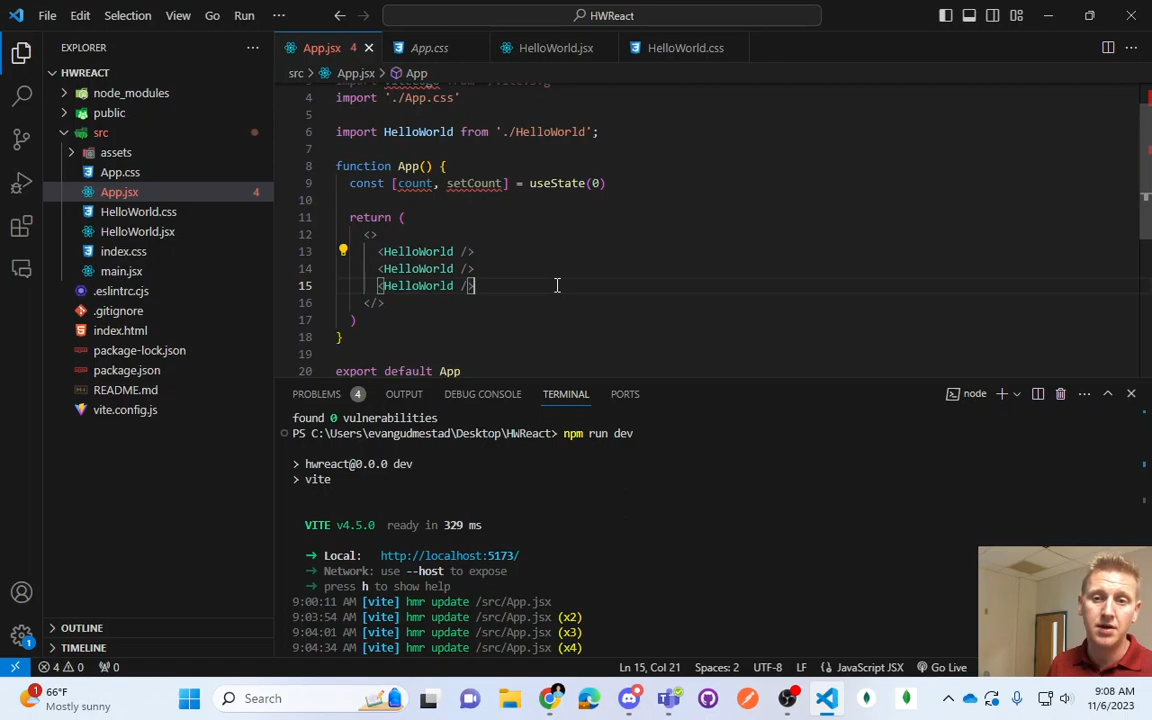 File Edit Selection View Go Run ··· HWReact
EXPLORER ···
HWREACT
node_modules
public
src
assets
App.css
App.jsx 4
HelloWorld.css
HelloWorld.jsx
index.css
main.jsx
.eslintrc.cjs
.gitignore
index.html
package-lock.json
package.json
README.md
vite.config.js
OUTLINE
TIMELINE
App.jsx 4 App.css HelloWorld.jsx HelloWorld.css
src > App.jsx > App
4 import './App.css'
5
6 import HelloWorld from './HelloWorld';
7
8 function App() {
9 const [count, setCount] = useState(0)
10
11 return (
12 <>
13 <HelloWorld />
14 <HelloWorld />
15 <HelloWorld />
16 </>
17 )
18 }
19
20 export default App
PROBLEMS 4 OUTPUT DEBUG CONSOLE TERMINAL PORTS node
found 0 vulnerabilities
PS C:\Users\evangudmestad\Desktop\HWReact> npm run dev
> hwreact@0.0.0 dev
> vite
VITE v4.5.0 ready in 329 ms
➜ Local: http://localhost:5173/
➜ Network: use --host to expose
➜ press h to show help
9:00:11 AM [vite] hmr update /src/App.jsx
9:03:54 AM [vite] hmr update /src/App.jsx (x2)
9:04:01 AM [vite] hmr update /src/App.jsx (x3)
9:04:34 AM [vite] hmr update /src/App.jsx (x4)
4 0 0 Ln 15, Col 21 Spaces: 2 UTF-8 LF JavaScript JSX Go Live
1 66°F
Mostly sunny
Search
9:08 AM
11/6/2023